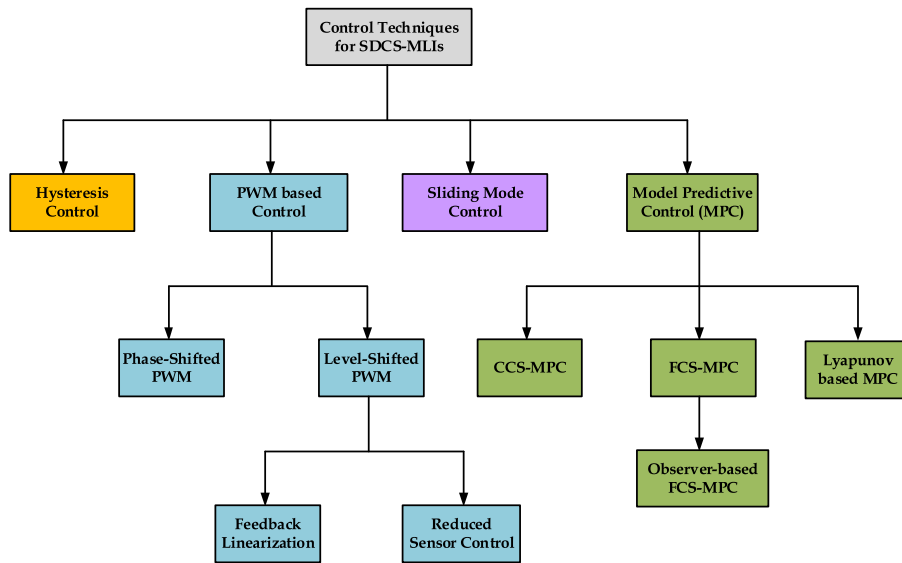 Control Techniques
for SDCS-MLIs
Hysteresis
Control
PWM based
Control
Sliding Mode
Control
Model Predictive
Control (MPC)
Phase-Shifted
PWM
Level-Shifted
PWM
CCS-MPC
FCS-MPC
Lyapunov
based MPC
Observer-based
FCS-MPC
Feedback
Linearization
Reduced
Sensor Control